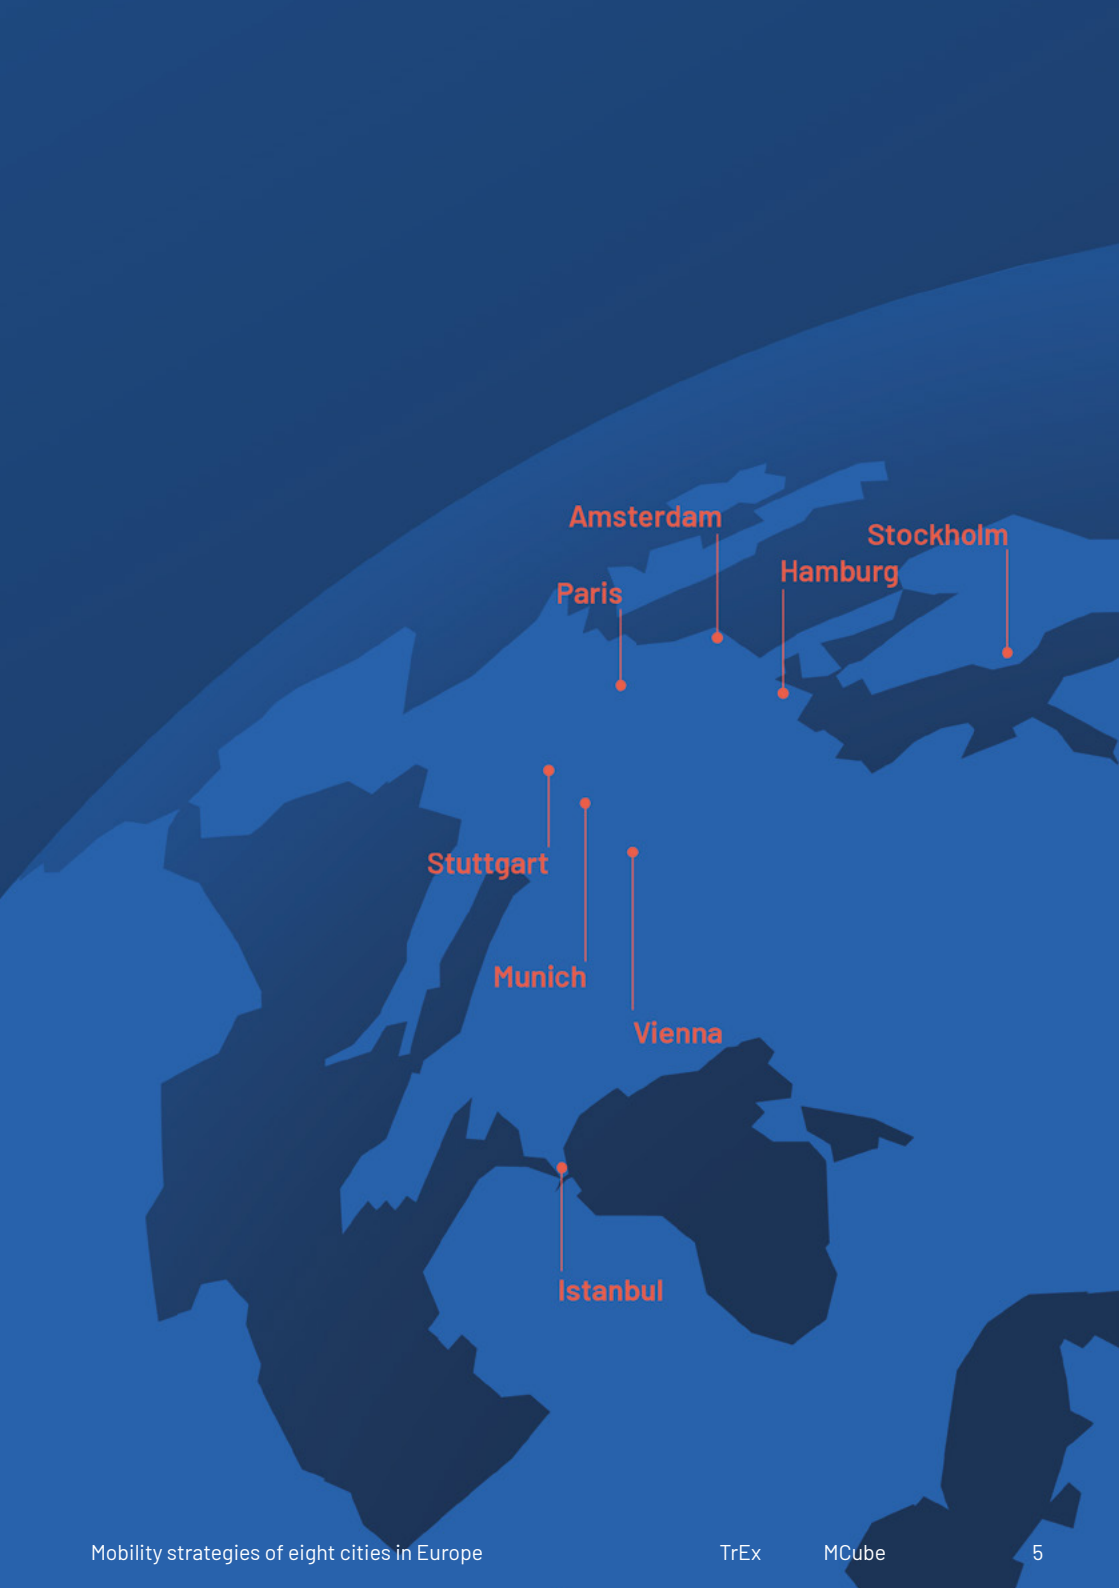 Amsterdam
Stockholm
Hamburg
Paris
Stuttgart
Munich
Vienna
Istanbul
Mobility strategies of eight cities in Europe TrEx MCube 5